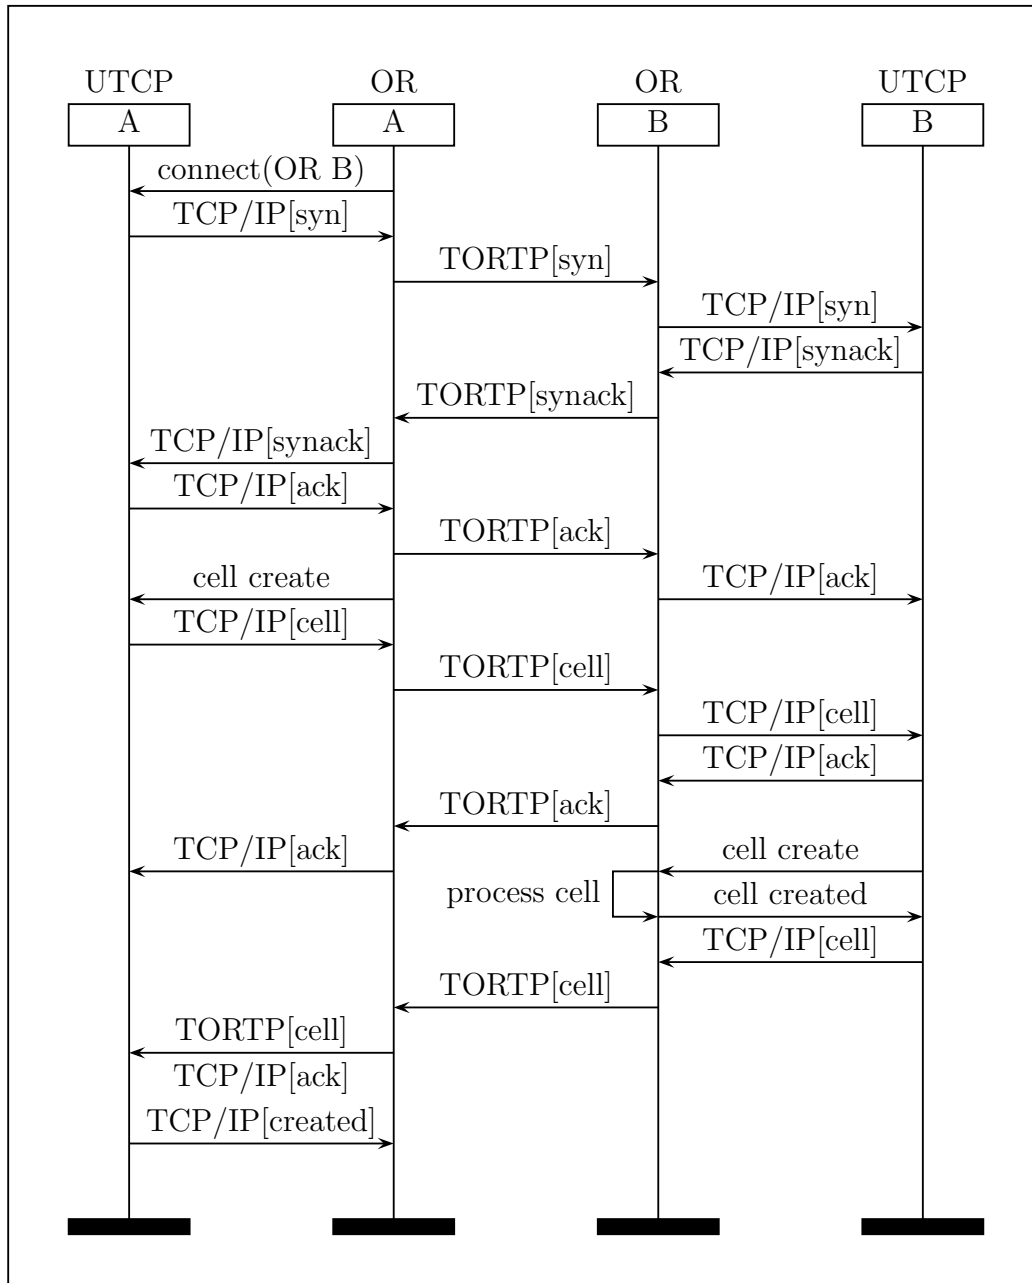 UTCP OR OR UTCP
A A B B
connect(OR B)
TCP/IP[syn]
TORTP[syn]
TCP/IP[syn]
TCP/IP[synack]
TORTP[synack]
TCP/IP[synack]
TCP/IP[ack]
TORTP[ack]
cell create TCP/IP[ack]
TCP/IP[cell]
TORTP[cell]
TCP/IP[cell]
TCP/IP[ack]
TORTP[ack]
TCP/IP[ack] cell create
process cell cell created
TCP/IP[cell]
TORTP[cell]
TORTP[cell]
TCP/IP[ack]
TCP/IP[created]